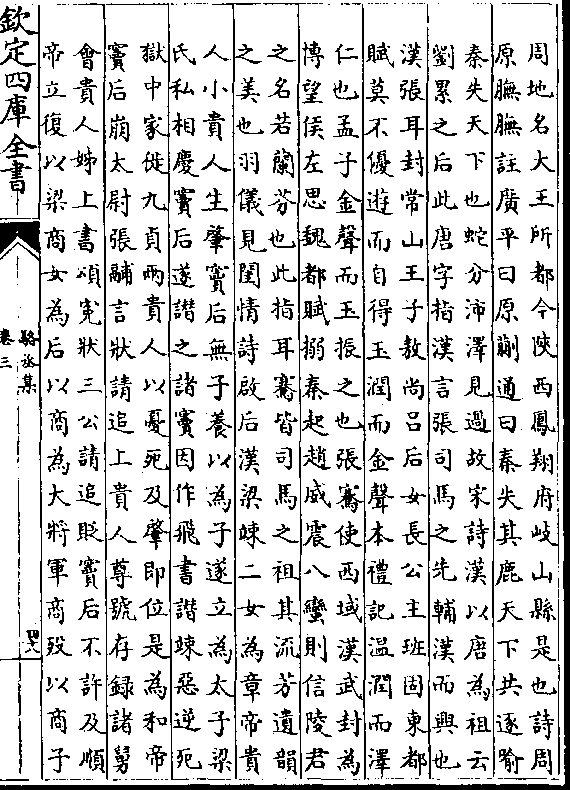 周地名大王所都今陜西鳳翔府岐山縣是也詩周
原膴膴註廣平曰原蒯通曰秦失其鹿天下共逐喻
秦失天下也蛇分沛澤見過故宋詩漢以唐為祖云
劉累之后此唐字指漢言張司馬之先輔漢而興也
漢張耳封常山王子敖尚呂后女長公主班固東都
賦莫不優遊而自得玉潤而金聲本禮記温潤而澤
仁也孟子金聲而玉振之也張騫使西域漢武封為
博望侯左思魏都賦搦秦起趙威震八蠻則信陵君
之名若蘭芬也此指耳騫皆司馬之祖其流芳遺韻
之美也羽儀見閨情詩啟后漢梁竦二女為章帝貴
人小貴人生肇竇后無子養以為子遂立為太子梁
氏私相慶竇后遂譖之諸竇因作飛書譖竦惡逆死
獄中家徙九貞兩貴人以憂死及肇即位是為和帝
竇后崩太尉張酺言狀請追上貴人尊號存録諸舅
會貴人姊上書頌寃狀三公請追貶竇后不許及順
帝立復以梁商女為后以商為大將軍商殁以商子
欽定四庫全書
駱丞集
卷三
四六